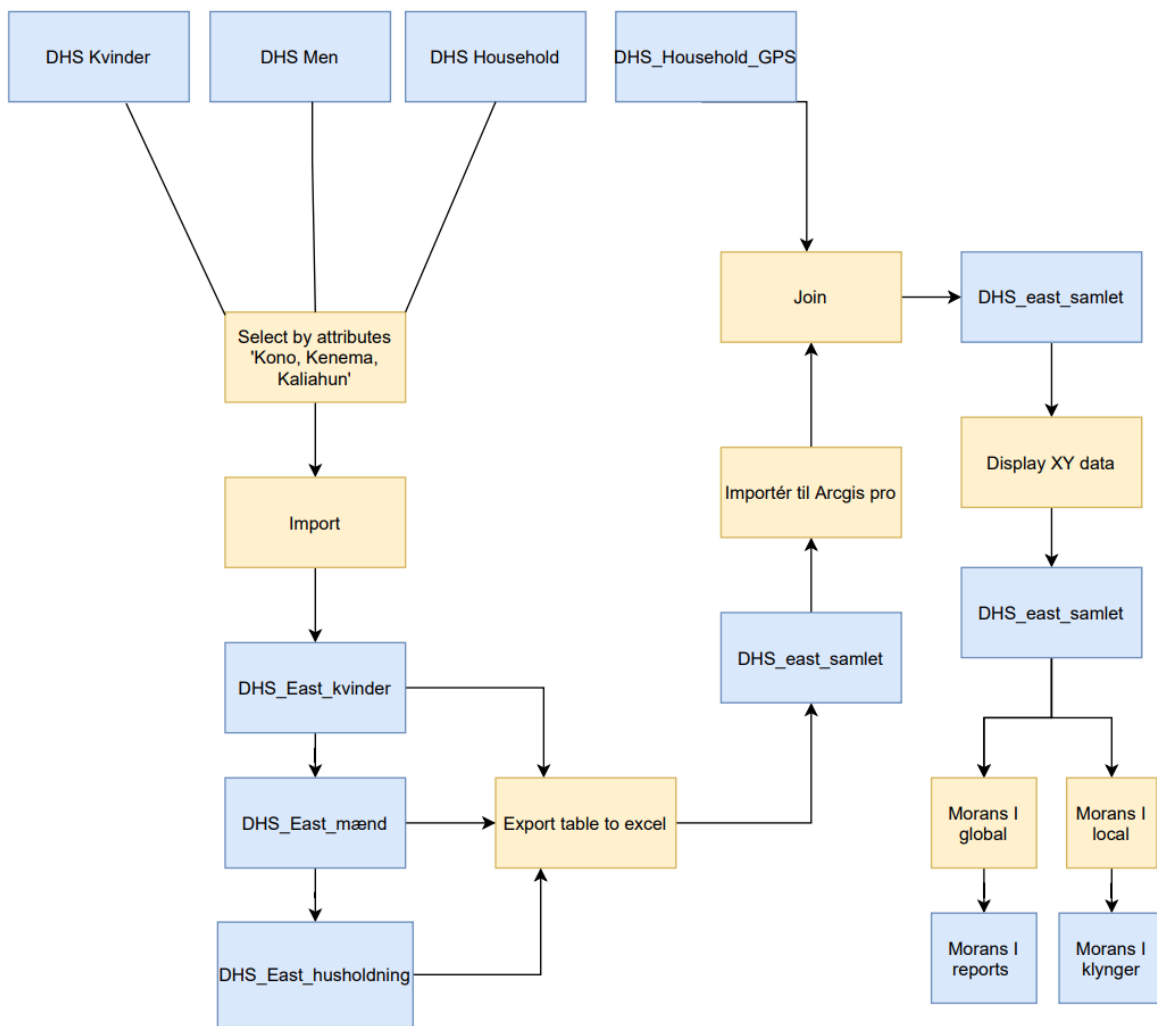 DHS Kvinder
DHS Men
DHS Household
DHS_Household_GPS
Join
DHS_east_samlet
Select by attributes
'Kono, Kenema,
Kaliahun'
Display XY data
Importér til Arcgis pro
Import
DHS_east_samlet
DHS_east_samlet
DHS_East_kvinder
DHS_East_mænd
Export table to excel
Morans I
global
Morans I
local
DHS_East_husholdning
Morans I
reports
Morans I
klynger